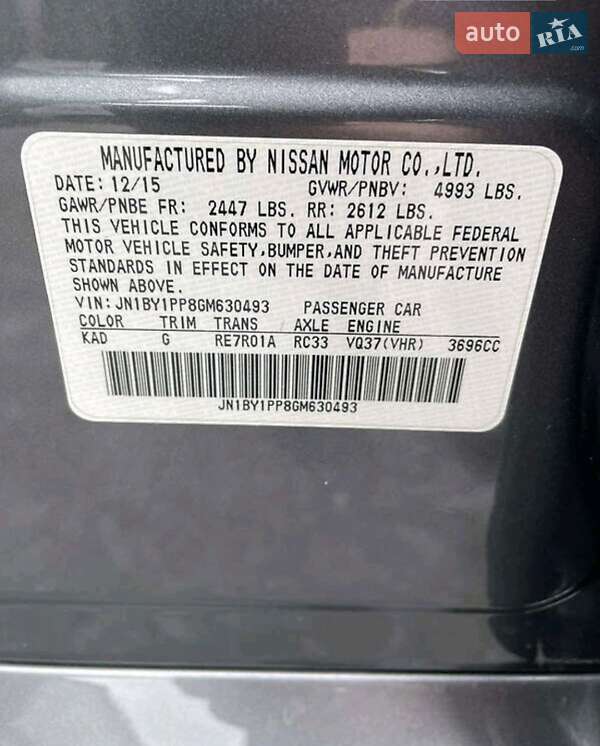 auto RIA.com
MANUFACTURED BY NISSAN MOTOR CO.,LTD.
DATE: 12/15 GVWR/PNBV: 4993 LBS.
GAWR/PNBE FR: 2447 LBS. RR: 2612 LBS.
THIS VEHICLE CONFORMS TO ALL APPLICABLE FEDERAL
MOTOR VEHICLE SAFETY,BUMPER,AND THEFT PREVENTION
STANDARDS IN EFFECT ON THE DATE OF MANUFACTURE
SHOWN ABOVE.
VIN: JN1BY1PP8GM630493 PASSENGER CAR
COLOR TRIM TRANS AXLE ENGINE
KAD G RE7R01A RC33 VQ37(VHR) 3696CC
JN1BY1PP8GM630493